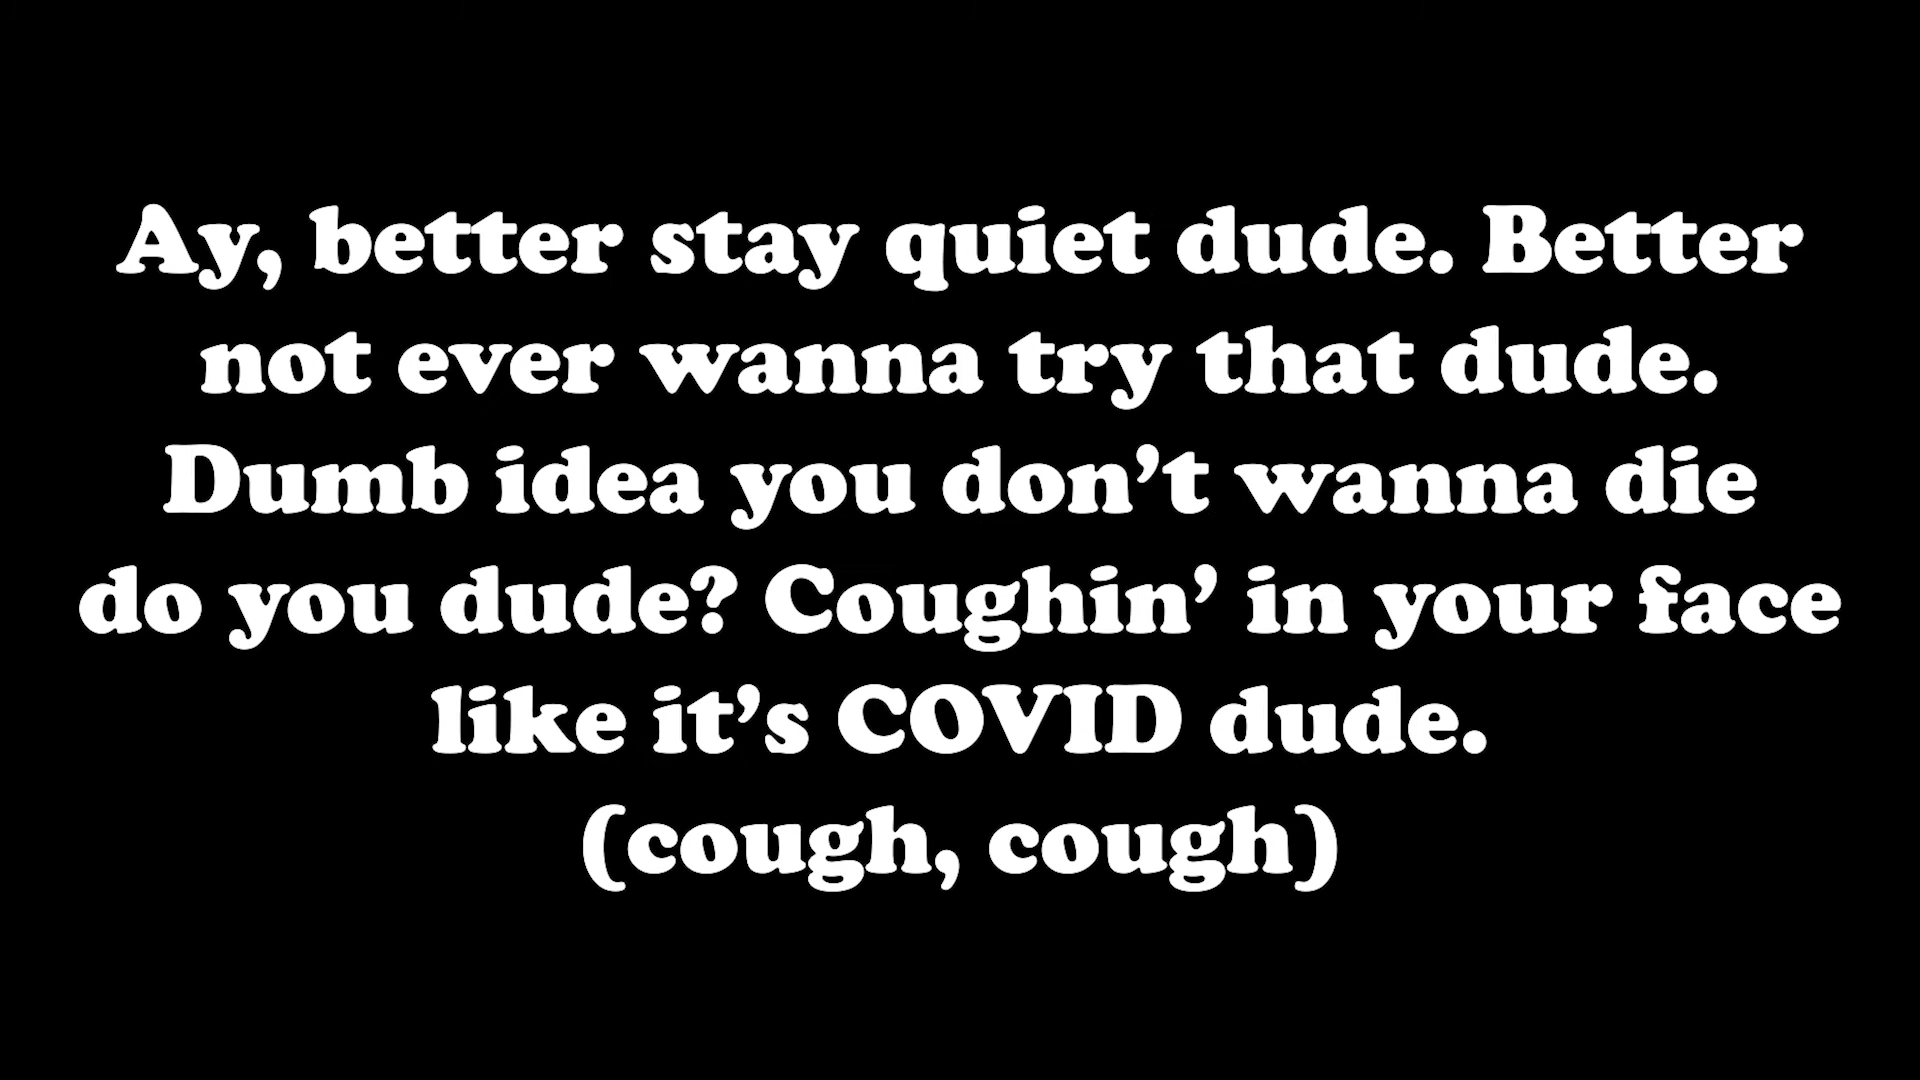 Ay, better stay quiet dude. Better
not ever wanna try that dude.
Dumb idea you don’t wanna die
do you dude? Coughin’ in your face
like it’s COVID dude.
(cough, cough)